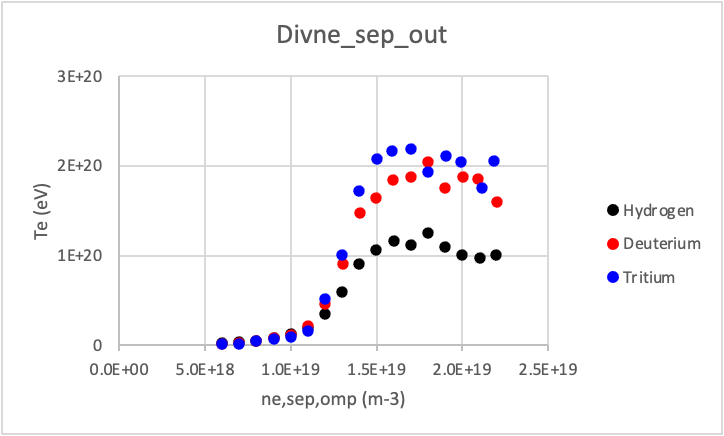 Divne_sep_out
3E+20
2E+20
1E+20
0
Te (eV)
0.0E+00 5.0E+18 1.0E+19 1.5E+19 2.0E+19 2.5E+19
ne,sep,omp (m-3)
Hydrogen
Deuterium
Tritium